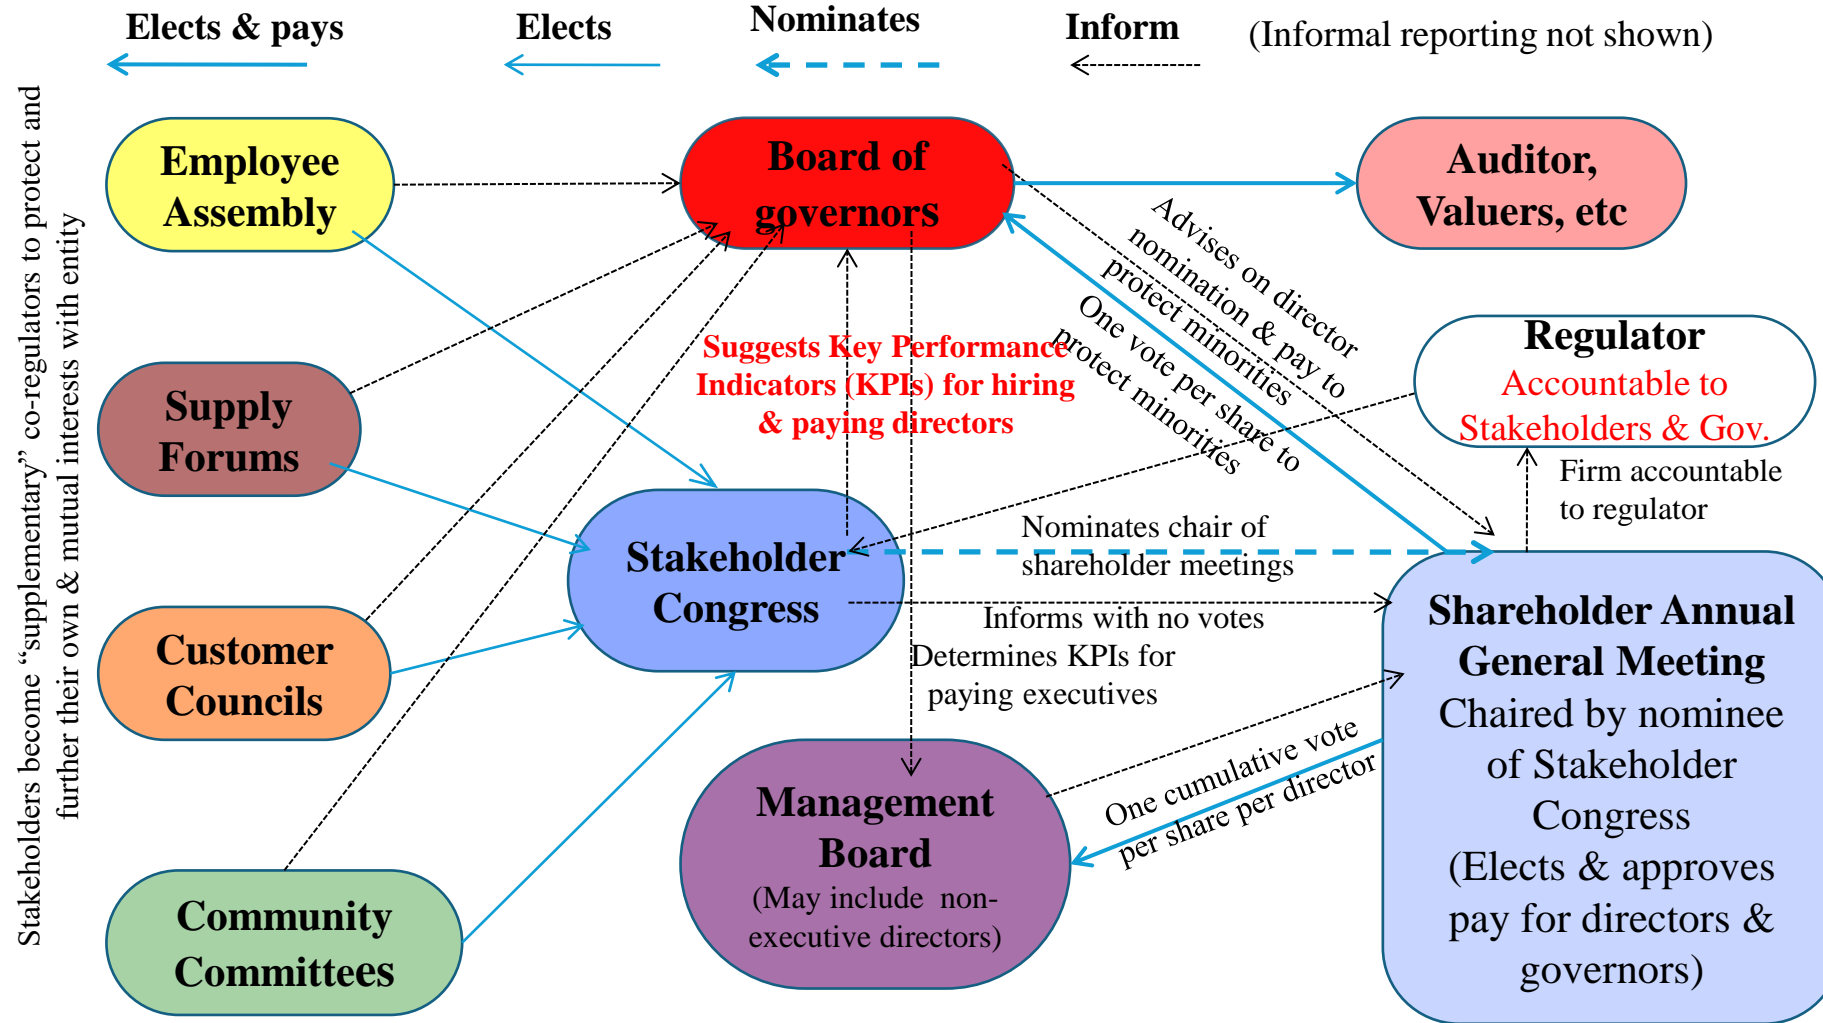 Elects & pays
Elects
Nominates
Inform
(Informal reporting not shown)
Stakeholders become “supplementary” co-regulators to protect and
further their own & mutual interests with entity
Employee
Assembly
Board of
governors
Auditor,
Valuers, etc
Advises on director
nomination & pay to
protect minorities
One vote per share to
protect minorities
Suggests Key Performance
Indicators (KPIs) for hiring
& paying directors
Regulator
Accountable to
Stakeholders & Gov.
Firm accountable
to regulator
Supply
Forums
Stakeholder
Congress
Nominates chair of
shareholder meetings
Informs with no votes
Determines KPIs for
paying executives
Customer
Councils
Shareholder Annual
General Meeting
Chaired by nominee
of Stakeholder
Congress
(Elects & approves
pay for directors &
governors)
One cumulative vote
per share per director
Management
Board
(May include non-
executive directors)
Community
Committees